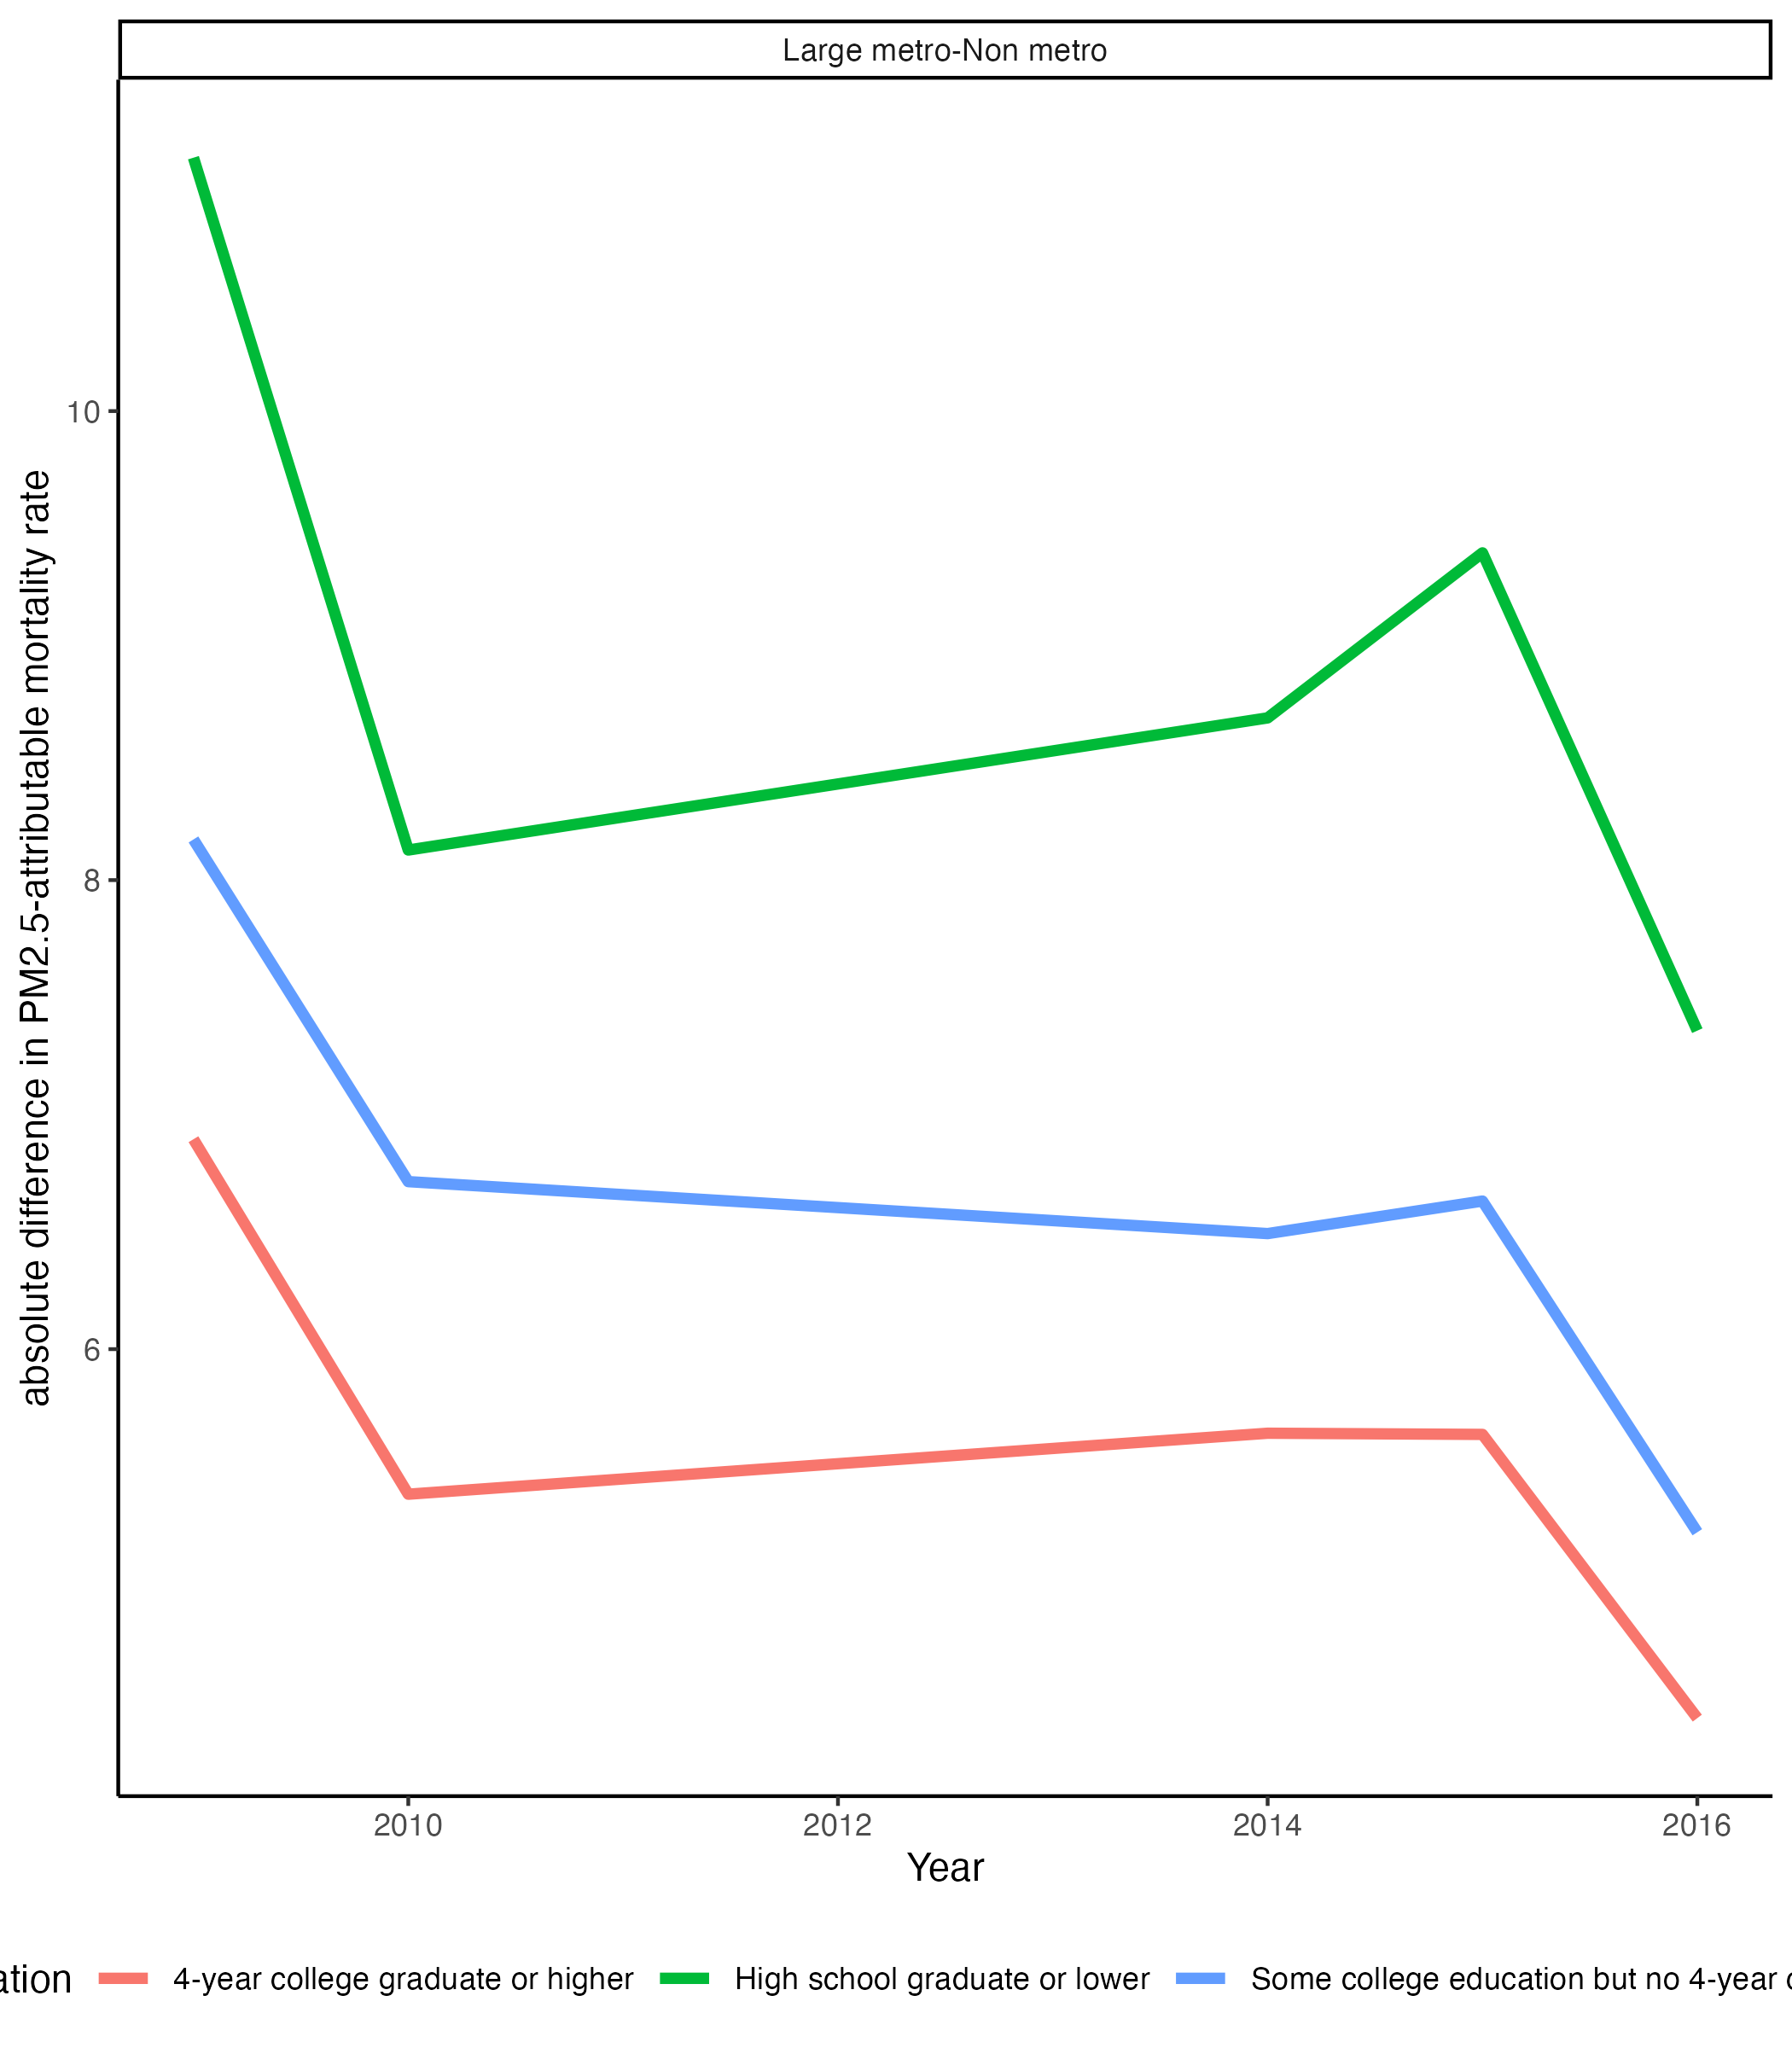 Large metro-Non metro
absolute difference in PM2.5-attributable mortality rate
10
8
6
2010 2012 2014 2016
Year
ation 4-year college graduate or higher High school graduate or lower Some college education but no 4-year